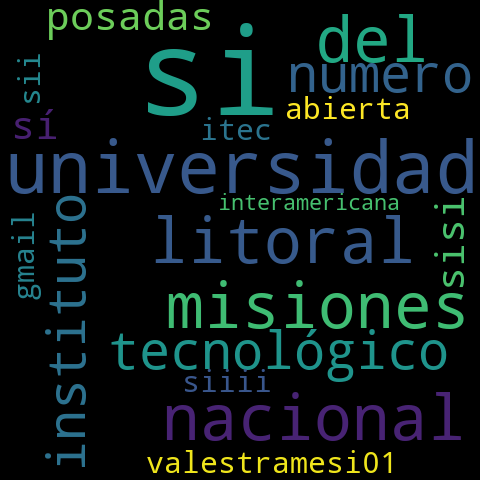 posadas
si
del
sii
numero
abierta
sí
itec
universidad
interamericana
instituto
litoral
sisi
gmail
misiones
tecnológico
siiii
nacional
valestramesi01